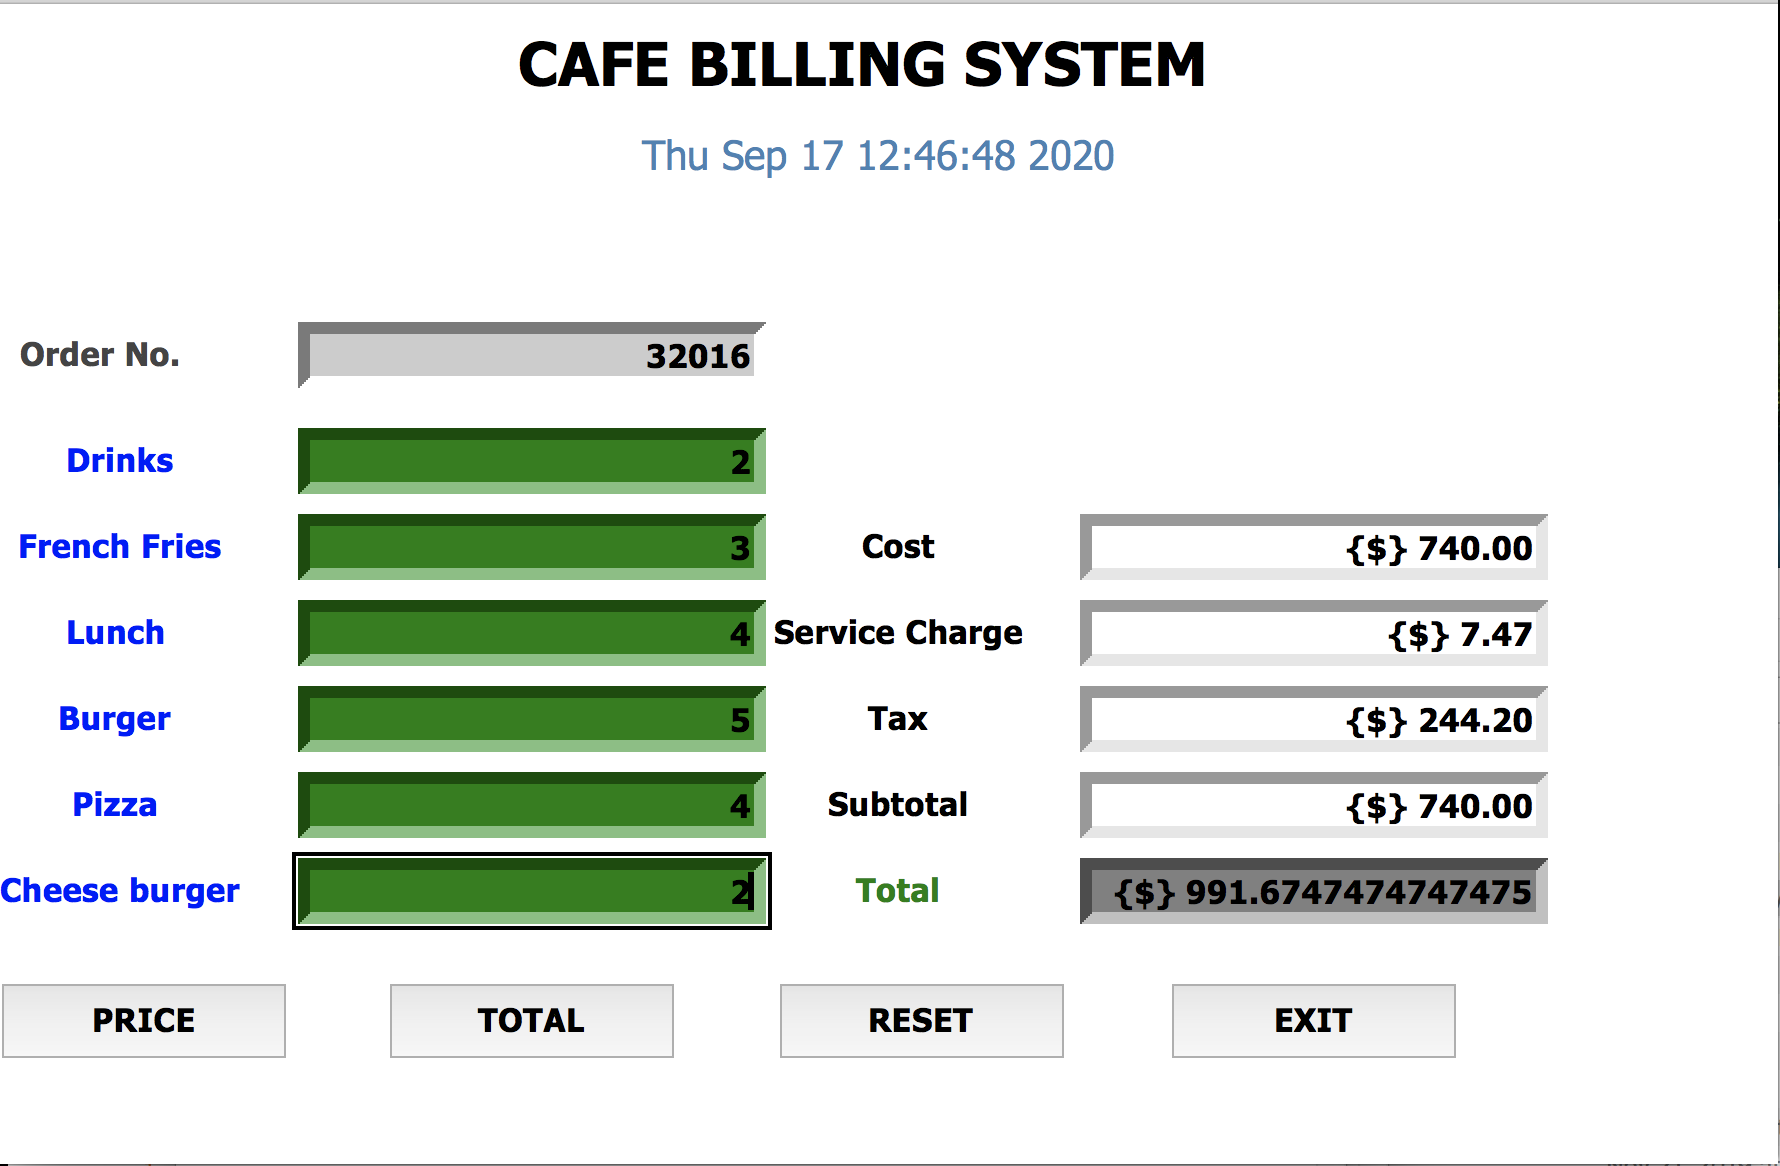 CAFE BILLING SYSTEM
Thu Sep 17 12:46:48 2020
Order No. 32016
Drinks 2
French Fries 3 Cost {$} 740.00
Lunch 4 Service Charge {$} 7.47
Burger 5 Tax {$} 244.20
Pizza 4 Subtotal {$} 740.00
Cheese burger 2 Total {$} 991.6747474747475
PRICE TOTAL RESET EXIT